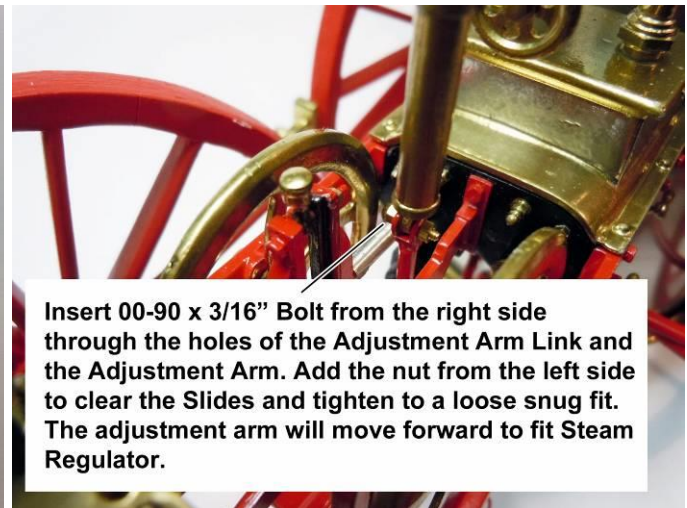 Insert 00-90 x 3/16” Bolt from the right side
through the holes of the Adjustment Arm Link and
the Adjustment Arm. Add the nut from the left side
to clear the Slides and tighten to a loose snug fit.
The adjustment arm will move forward to fit Steam
Regulator.